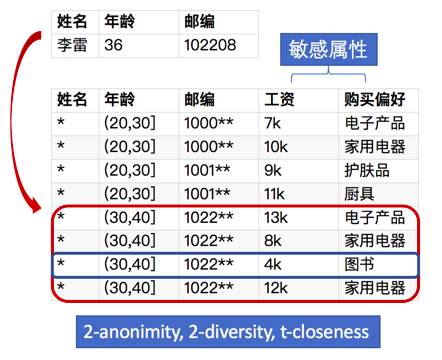 姓名 年龄 邮编
李雷 36 102208
敏感属性
姓名 年龄 邮编 工资 购买偏好
* (20,30] 1000** 7k 电子产品
* (20,30] 1000** 10k 家用电器
* (20,30] 1001** 9k 护肤品
* (20,30] 1001** 11k 厨具
* (30,40] 1022** 13k 电子产品
* (30,40] 1022** 8k 家用电器
* (30,40] 1022** 4k 图书
* (30,40] 1022** 12k 家用电器
2-anonimity, 2-diversity, t-closeness